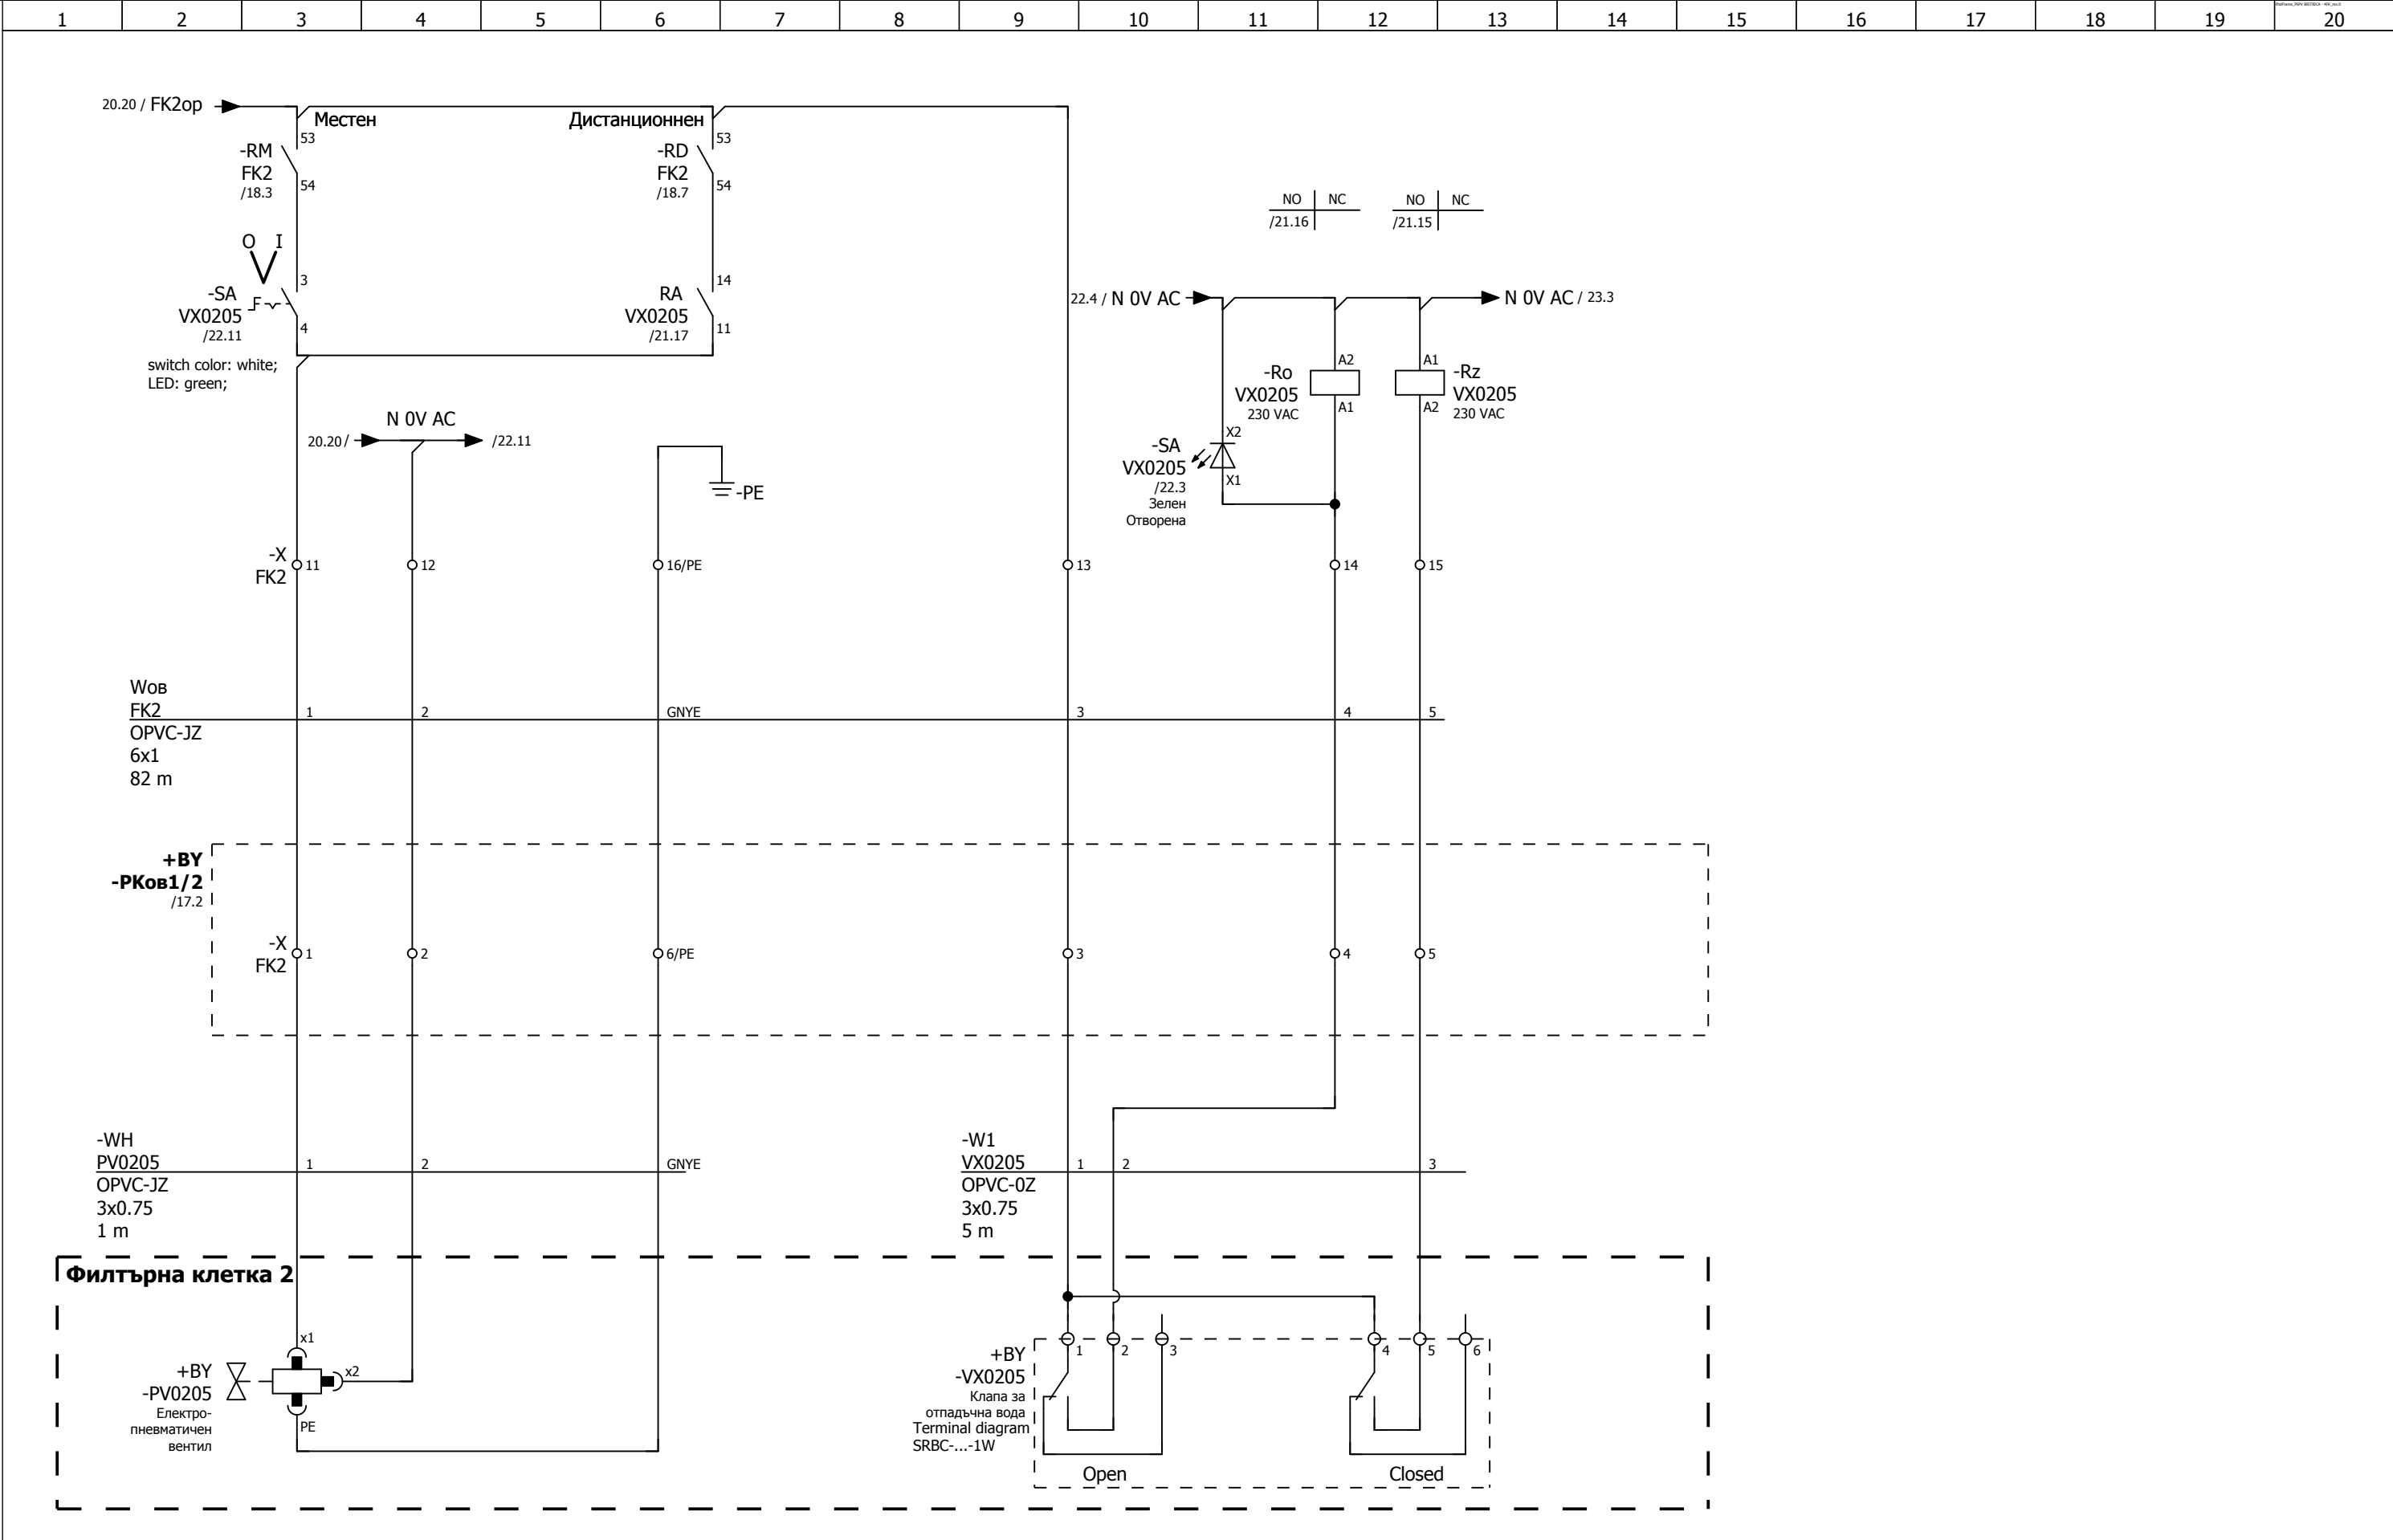 1 2 3 4 5 6 7 8 9 10 11 12 13 14 15 16 17 18 19 20
20.20 / FK2op
Местен
Дистанционнен
53
-RM
FK2
/18.3
54
53
-RD
FK2
/18.7
54
NO NC
/21.16
NO NC
/21.15
O I
3
-SA
VX0205
/22.11
4
switch color: white;
LED: green;
14
RA
VX0205
/21.17
11
22.4 / N 0V AC
N 0V AC / 23.3
A2
-Ro
VX0205
230 VAC
A1
A1
-Rz
VX0205
230 VAC
A2
N 0V AC
20.20 /
/22.11
-PE
X2
-SA
VX0205
/22.3
X1
Зелен
Отворена
-X
FK2
11 12 16/PE 13 14 15
Wов
FK2
OPVC-JZ
6x1
82 m
1 2 GNYE 3 4 5
+BY
-РКов1/2
/17.2
-X
FK2
1 2 6/PE 3 4 5
-WH
PV0205
OPVC-JZ
3x0.75
1 m
1 2 GNYE
-W1
VX0205
OPVC-0Z
3x0.75
5 m
1 2 3
Филтърна клетка 2
x1
x2
PE
+BY
-PV0205
Електро-
пневматичен
вентил
+BY
-VX0205
Клапа за
отпадъчна вода
Terminal diagram
SRBC-...-1W
1 2 3 4 5 6
Open
Closed